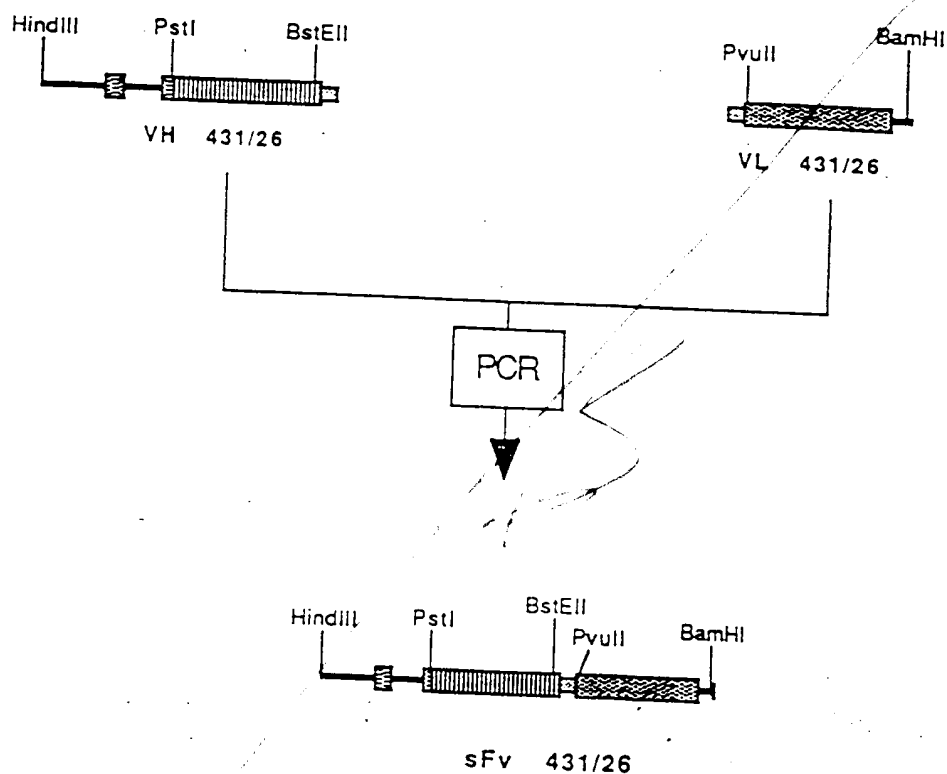 HindIII PstI BstEII
PvuII BamHI
VH 431/26
VL 431/26
PCR
HindIII PstI BstEII PvuII BamHI
sFv 431/26